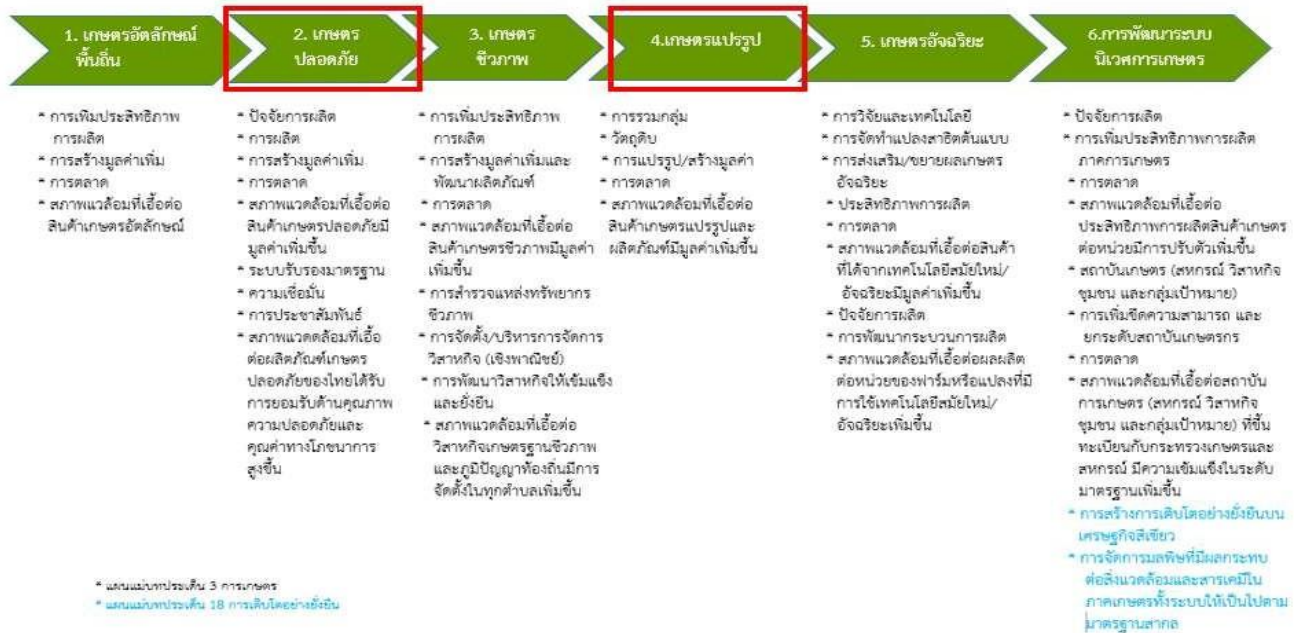 1. เกษตรอัตลักษณ์
พื้นถิ่น
2. เกษตร
ปลอดภัย
3. เกษตร
ชีวภาพ
4.เกษตรแปรรูป
5. เกษตรอัจฉริยะ
6.การพัฒนาระบบ
นิเวศการเกษตร
* การเพิ่มประสิทธิภาพ
การผลิต
* การสร้างมูลค่าเพิ่ม
* การตลาด
* สภาพแวล้อมที่เอื้อต่อ
สินค้าเกษตรอัตลักษณ์
* ปัจจัยการผลิต
* การผลิต
* การสร้างมูลค่าเพิ่ม
* การตลาด
* สภาพแวดล้อมที่เอื้อต่อ
สินค้าเกษตรปลอดภัยมี
มูลค่าเพิ่มขึ้น
* ระบบรับรองมาตรฐาน
* ความเชื่อมั่น
* การประชาสัมพันธ์
* สภาพแวดดล้อมที่เอื้อ
ต่อผลิตภัณฑ์เกษตร
ปลอดภัยของไทยได้รับ
การยอมรับด้านคุณภาพ
ความปลอดภัยและ
คุณค่าทางโภชนาการ
สูงขึ้น
* การเพิ่มประสิทธิภาพ
การผลิต
* การสร้างมูลค่าเพิ่มและ
พัฒนาผลิตภัณฑ์
* การตลาด
* สภาพแวดล้อมที่เอื้อต่อ
สินค้าเกษตรชีวภาพมีมูลค่า
เพิ่มขึ้น
* การสำรวจแหล่งทรัพยากร
ชีวภาพ
* การจัดตั้ง/บริหารการจัดการ
วิสาหกิจ (เชิงพาณิชย์)
* การพัฒนาวิสาหกิจให้เข้มแข็ง
และยั่งยืน
* สภาพแวดล้อมที่เอื้อต่อ
วิสาหกิจเกษตรฐานชีวภาพ
และภูมิปัญญาท้องถิ่นมีการ
จัดตั้งในทุกตำบลเพิ่มขึ้น
* การรวมกลุ่ม
* วัตถุดิบ
* การแปรรูป/สร้างมูลค่า
* การตลาด
* สภาพแวดล้อมที่เอื้อต่อ
สินค้าเกษตรแปรรูปและ
ผลิตภัณฑ์มีมูลค่าเพิ่มขึ้น
* การวิจัยและเทคโนโลยี
* การจัดทำแปลงสาธิตต้นแบบ
* การส่งเสริม/ขยายผลเกษตร
อัจฉริยะ
* ประสิทธิภาพการผลิต
* การตลาด
* สภาพแวดล้อมที่เอื้อต่อสินค้า
ที่ได้จากเทคโนโลยีสมัยใหม่/
อัจฉริยะมีมูลค่าเพิ่มขึ้น
* ปัจจัยการผลิต
* การพัฒนากระบวนการผลิต
* สภาพแวดล้อมที่เอื้อต่อผลผลิต
ต่อหน่วยของฟาร์มหรือแปลงที่มี
การใช้เทคโนโลยีสมัยใหม่/
อัจฉริยะเพิ่มขึ้น
* ปัจจัยการผลิต
* การเพิ่มประสิทธิภาพการผลิต
ภาคการเกษตร
* การตลาด
* สภาพแวดล้อมที่เอื้อต่อ
ประสิทธิภาพการผลิตสินค้าเกษตร
ต่อหน่วยมีการปรับตัวเพิ่มขึ้น
* สถาบันเกษตร (สหกรณ์ วิสาหกิจ
ชุมชน และกลุ่มเป้าหมาย)
* การเพิ่มขีดความสามารถ และ
ยกระดับสถาบันเกษตรกร
* การตลาด
* สภาพแวดล้อมที่เอื้อต่อสถาบัน
การเกษตร (สหกรณ์ วิสาหกิจ
ชุมชน และกลุ่มเป้าหมาย) ที่ขึ้น
ทะเบียนกับกระทรวงเกษตรและ
สหกรณ์ มีความเข้มแข็งในระดับ
มาตรฐานเพิ่มขึ้น
* การสร้างการเติบโตอย่างยั่งยืนบน
เศรษฐกิจสีเขียว
* การจัดการมลพิษที่มีผลกระทบ
ต่อสิ่งแวดล้อมและสารเคมีใน
ภาคเกษตรทั้งระบบให้เป็นไปตาม
มาตรฐานสากล
* แผนแม่บทประเด็น 3 การเกษตร
* แผนแม่บทประเด็น 18 การเติบโตอย่างยั่งยืน